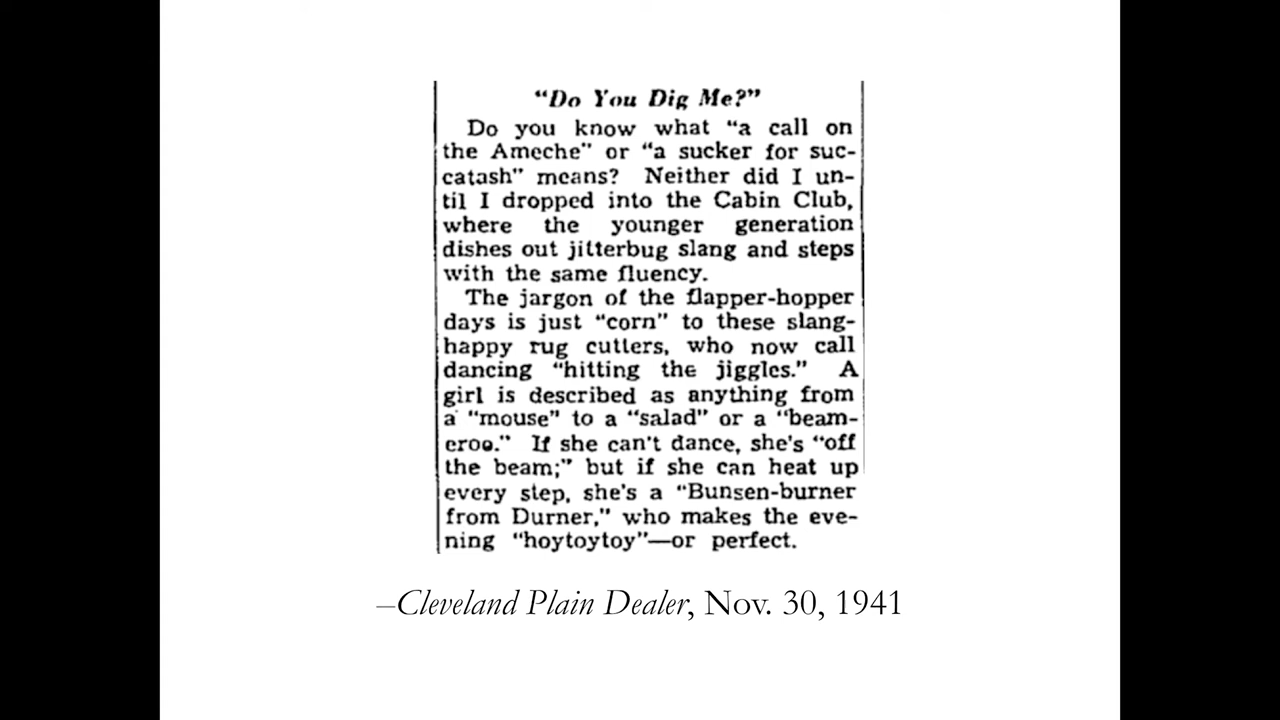 "Do You Dig Me?"
Do you know what "a call on
the Ameche" or "a sucker for suc-
catash" means? Neither did I un-
til I dropped into the Cabin Club,
where the younger generation
dishes out jitterbug slang and steps
with the same fluency.
The jargon of the flapper-hopper
days is just "corn" to these slang-
happy rug cutters, who now call
dancing "hitting the jiggles." A
girl is described as anything from
a "mouse" to a "salad" or a "beam-
eroo." If she can't dance, she's "off
the beam;" but if she can heat up
every step, she's a "Bunsen-burner
from Durner," who makes the eve-
ning "hoytoytoy"—or perfect.
–Cleveland Plain Dealer, Nov. 30, 1941